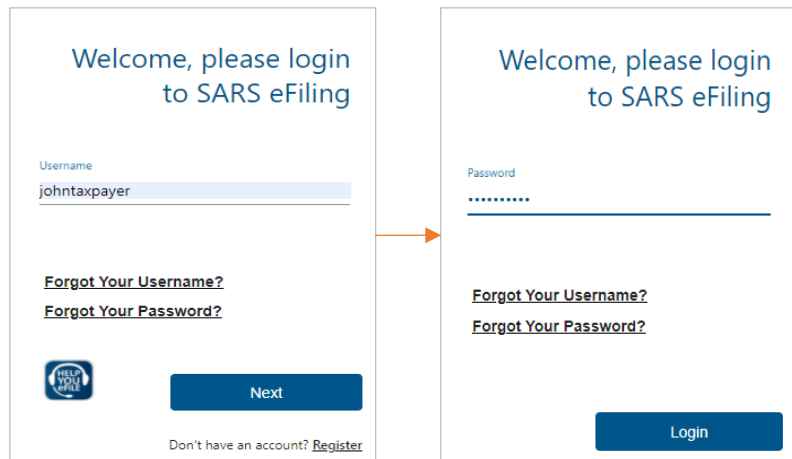 Welcome, please login
to SARS eFiling
Username
johntaxpayer
Forgot Your Username?
Forgot Your Password?
HELP
YOU
eFILE
Next
Don't have an account? Register
Welcome, please login
to SARS eFiling
Password
••••••••••
Forgot Your Username?
Forgot Your Password?
Login